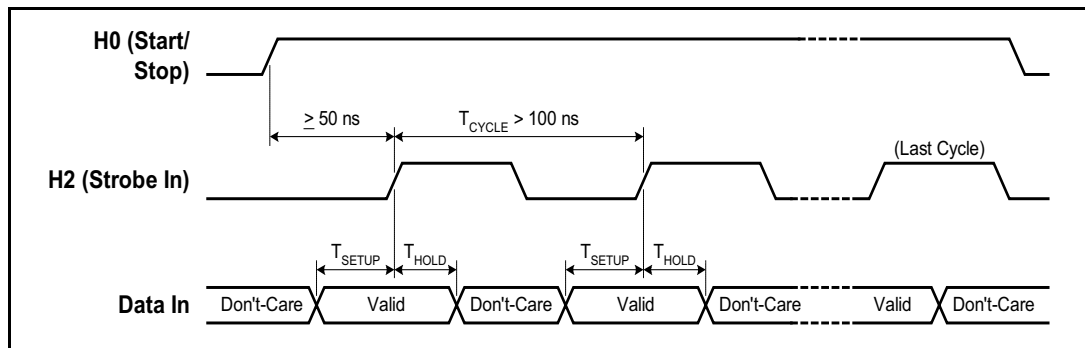 H0 (Start/
Stop)
≥ 50 ns
TCYCLE > 100 ns
(Last Cycle)
H2 (Strobe In)
TSETUP THOLD TSETUP THOLD
Data In Don't-Care Valid Don't-Care Valid Don't-Care Valid Don't-Care